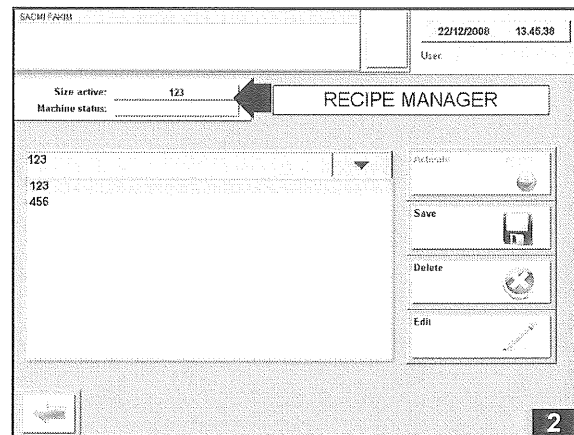 SACMI PAKIM
22/12/2008 13.45.38
User:
Size active: 123
Machine status:
RECIPE MANAGER
123
123
456
Activate
Save
Delete
Edit
2